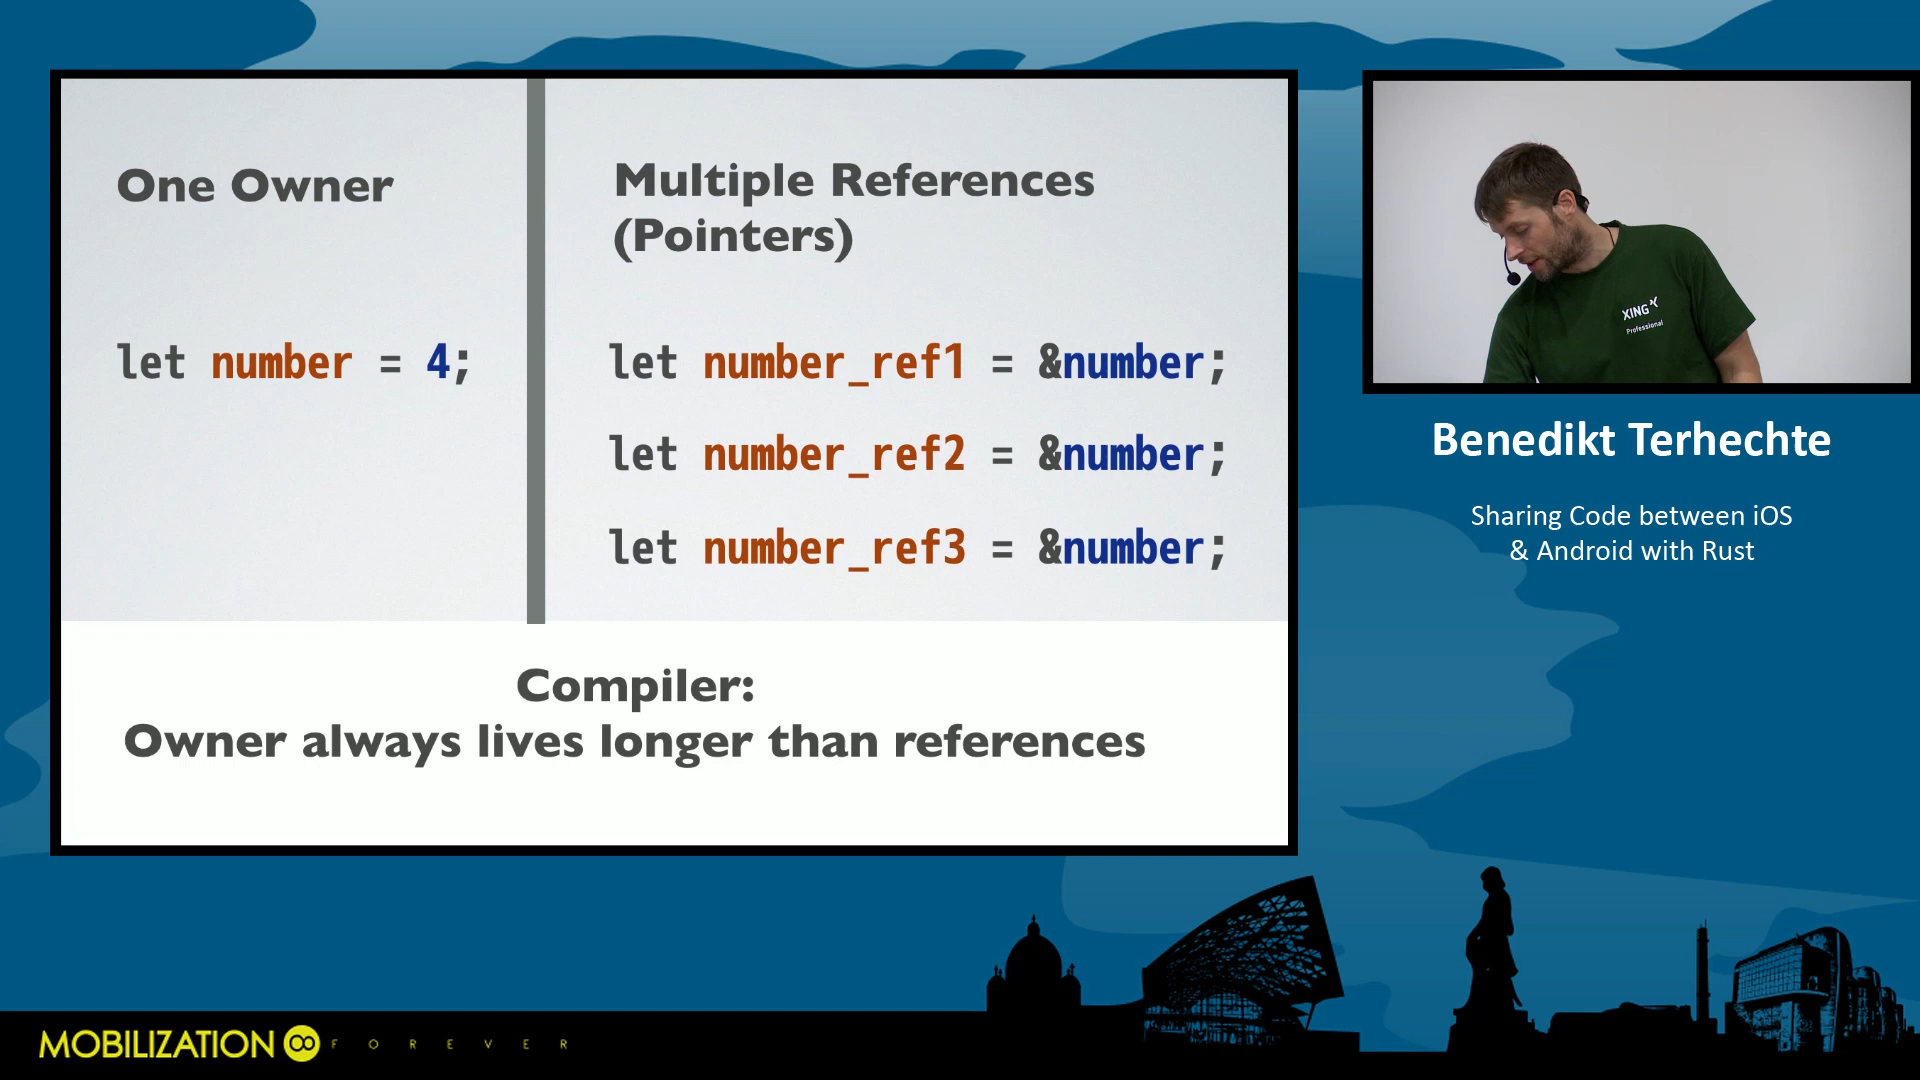 One Owner
let number = 4;
Multiple References
(Pointers)
let number_ref1 = &number;
let number_ref2 = &number;
let number_ref3 = &number;
Compiler:
Owner always lives longer than references
XING
Professional
Benedikt Terhechte
Sharing Code between iOS
& Android with Rust
MOBILIZATION FOREVER